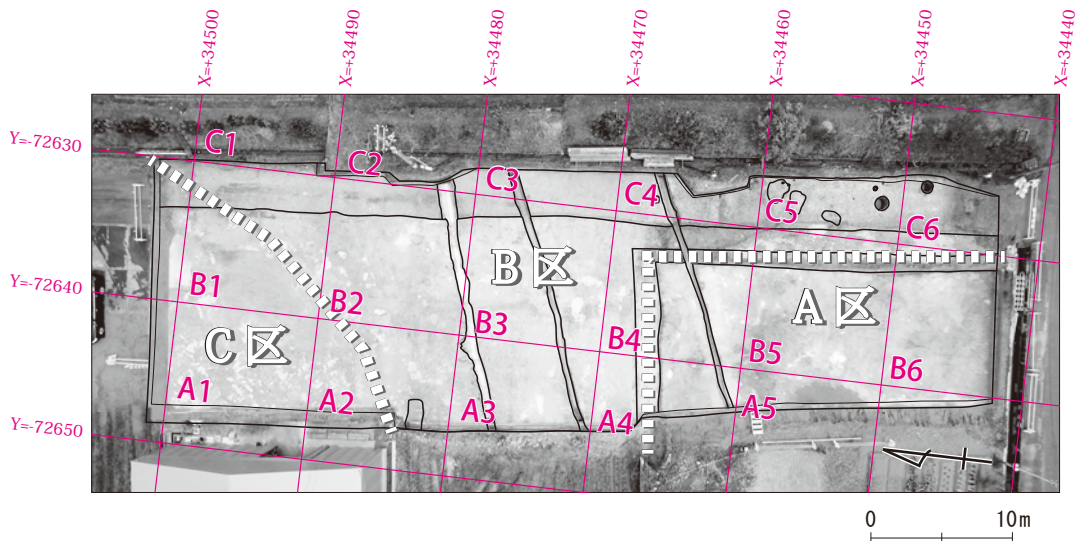 X=+34500
X=+34490
X=+34480
X=+34470
X=+34460
X=+34450
X=+34440
Y=-72630
Y=-72640
Y=-72650
C1
C2
C3
C4
C5
C6
B1
B2
B3
B4
B5
B6
A1
A2
A3
A4
A5
C区
B区
A区
0
10m